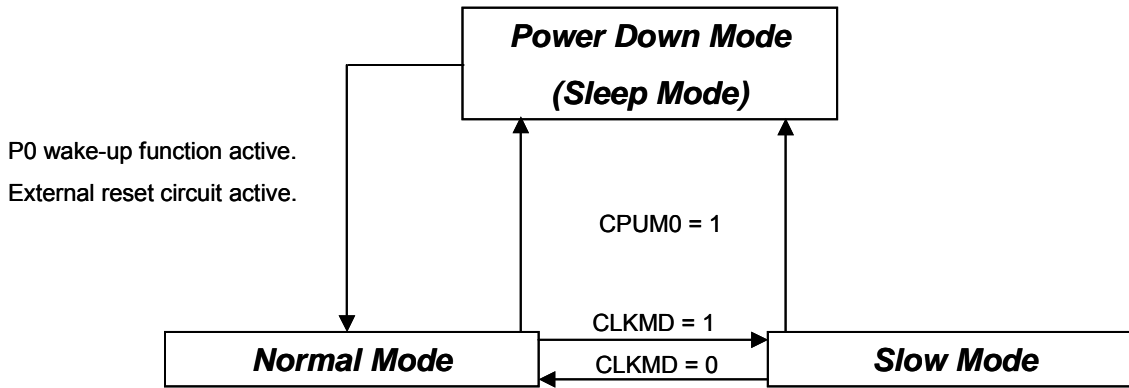 Power Down Mode
(Sleep Mode)
P0 wake-up function active.
External reset circuit active.
CPUM0 = 1
CLKMD = 1
Normal Mode
CLKMD = 0
Slow Mode